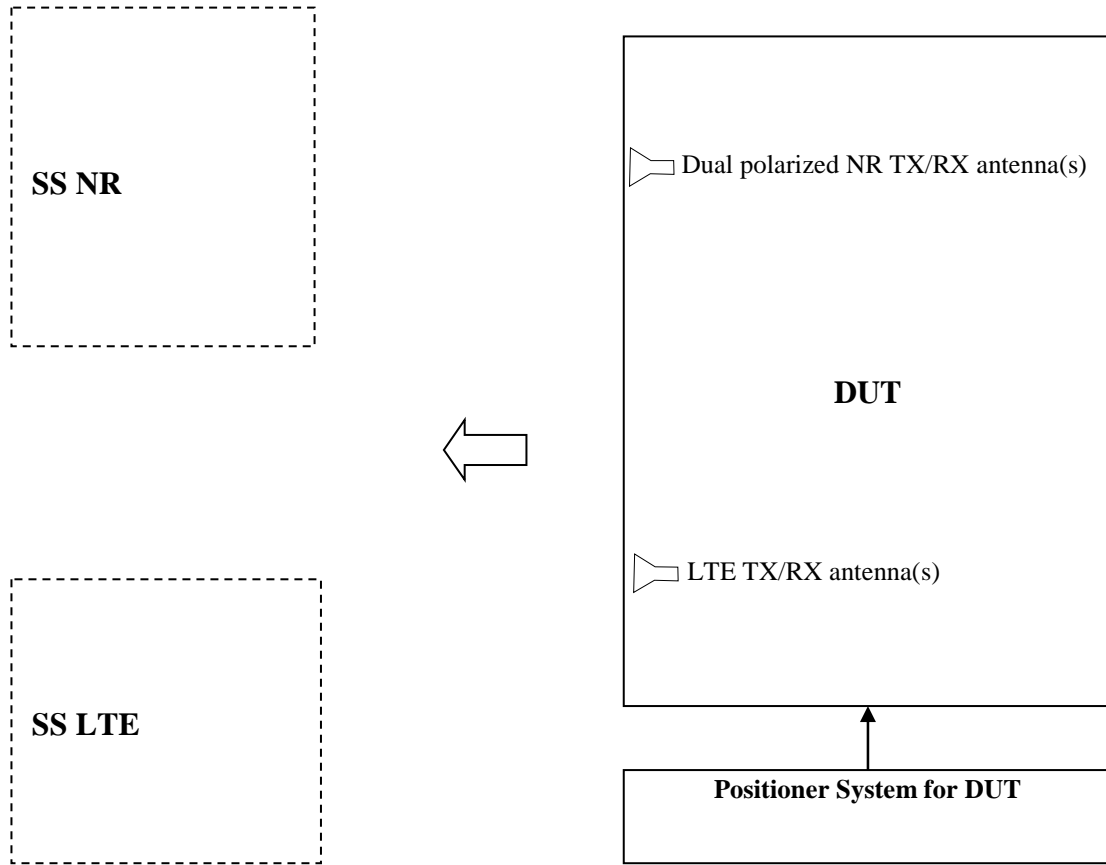 SS NR
Dual polarized NR TX/RX antenna(s)
DUT
LTE TX/RX antenna(s)
SS LTE
Positioner System for DUT